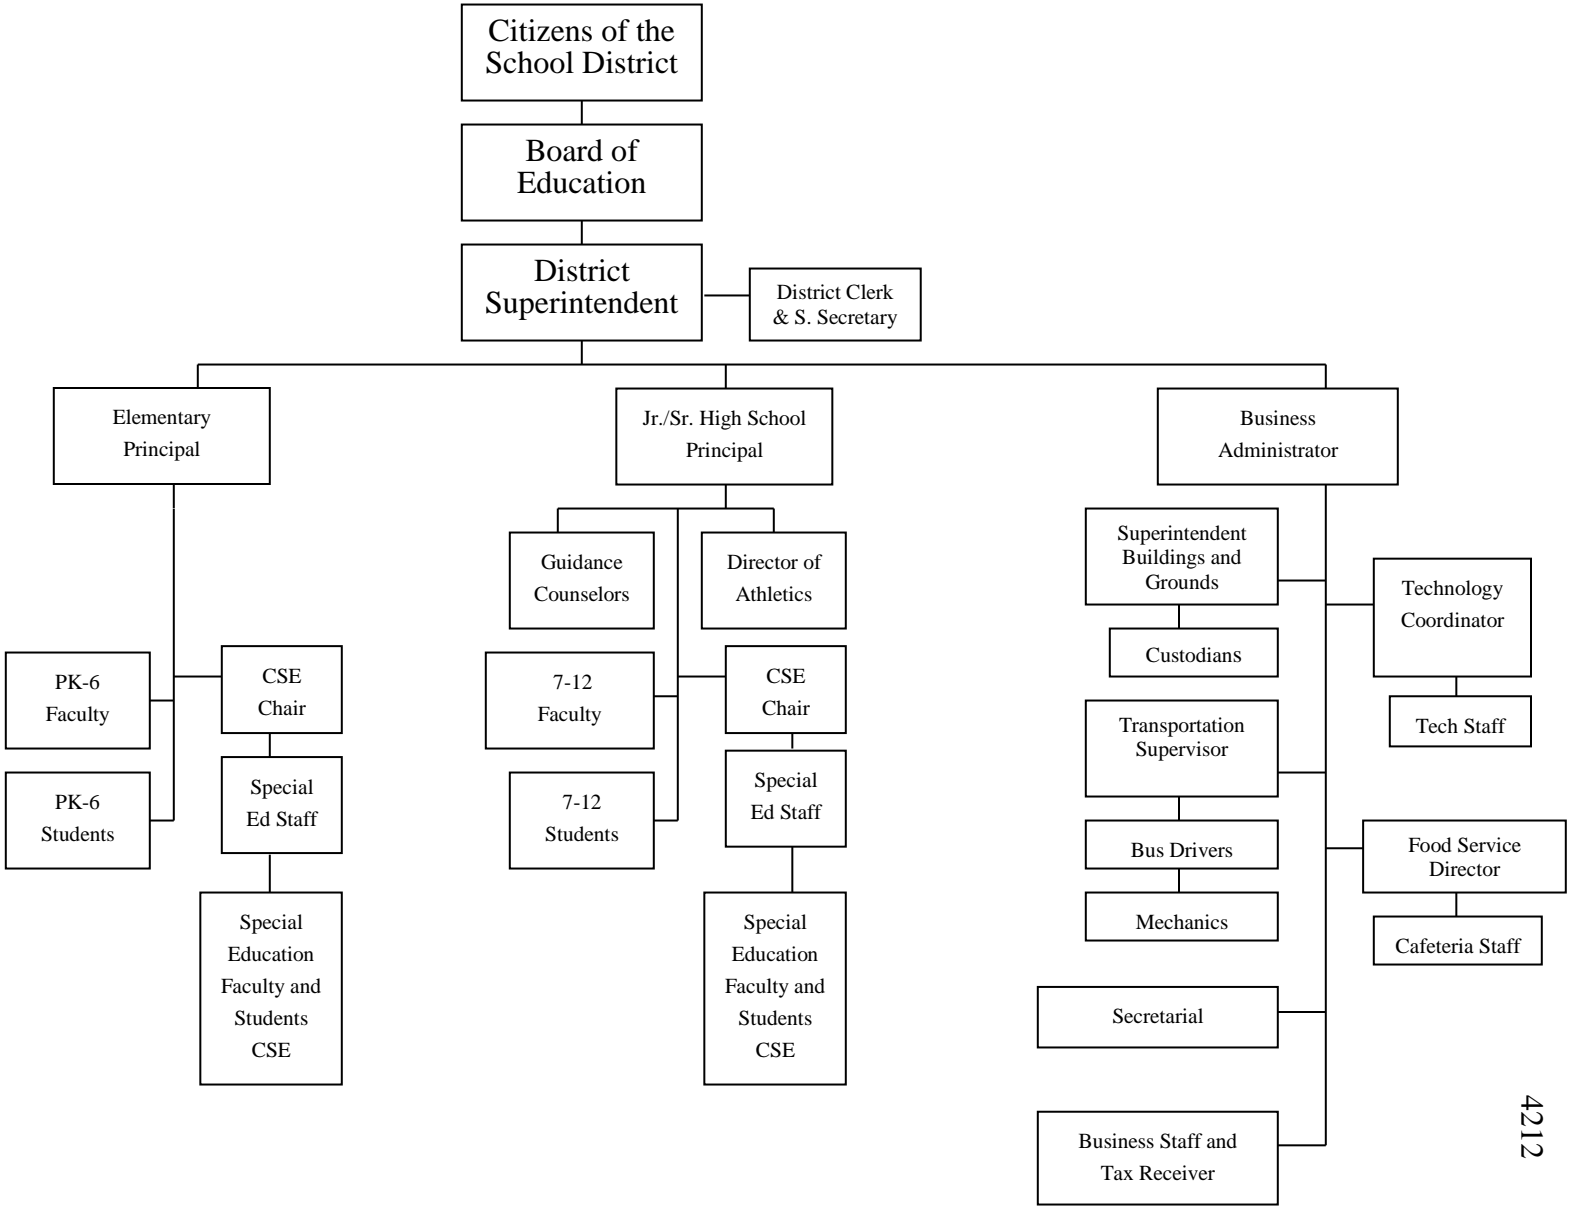 Citizens of the
School District
Board of
Education
District
Superintendent
District Clerk
& S. Secretary
Elementary
Principal
Jr./Sr. High School
Principal
Business
Administrator
Guidance
Counselors
Director of
Athletics
Superintendent
Buildings and
Grounds
Technology
Coordinator
Custodians
PK-6
Faculty
CSE
Chair
7-12
Faculty
CSE
Chair
Transportation
Supervisor
Tech Staff
PK-6
Students
Special
Ed Staff
7-12
Students
Special
Ed Staff
Bus Drivers
Food Service
Director
Mechanics
Cafeteria Staff
Special
Education
Faculty and
Students
CSE
Special
Education
Faculty and
Students
CSE
Secretarial
Business Staff and
Tax Receiver
4212